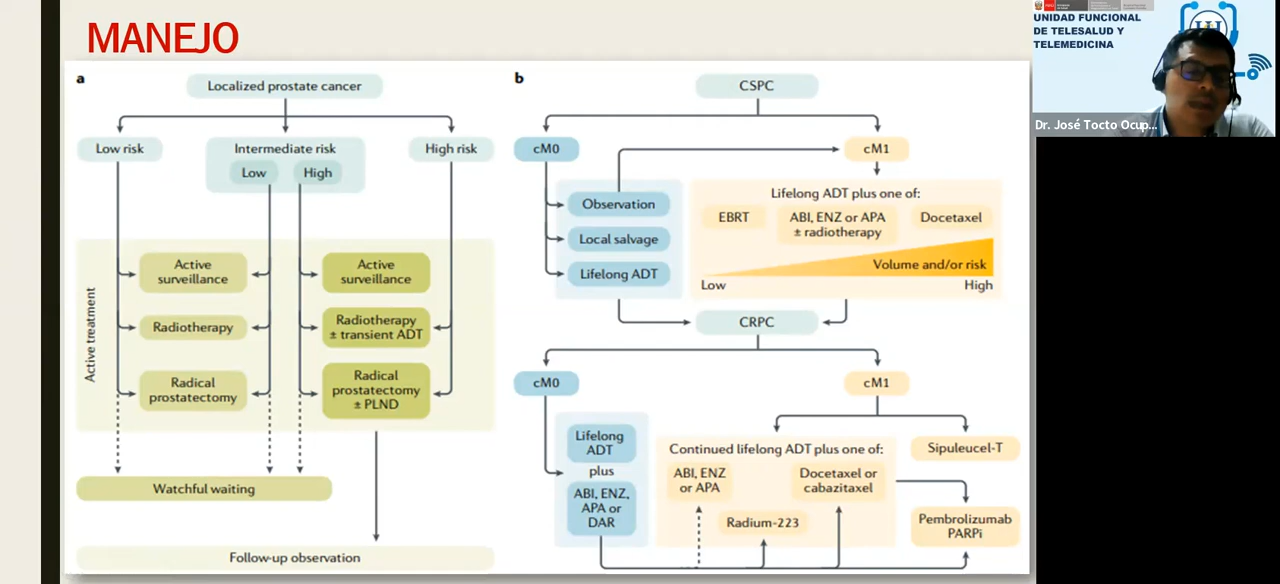 MANEJO
a
Localized prostate cancer
Low risk
Intermediate risk
Low
High
High risk
Active treatment
Active
surveillance
Radiotherapy
Radical
prostatectomy
Active
surveillance
Radiotherapy
± transient ADT
Radical
prostatectomy
± PLND
Watchful waiting
Follow-up observation
b
CSPC
cM0
cM1
Observation
Local salvage
Lifelong ADT
Lifelong ADT plus one of:
EBRT
ABI, ENZ or APA
± radiotherapy
Docetaxel
Volume and/or risk
Low
High
CRPC
cM0
cM1
Lifelong
ADT
plus
ABI, ENZ,
APA or
DAR
Continued lifelong ADT plus one of:
ABI, ENZ
or APA
Radium-223
Docetaxel or
cabazitaxel
Sipuleucel-T
Pembrolizumab
PARPi
UNIDAD FUNCIONAL
DE TELESALUD Y
TELEMEDICINA
Dr. José Tocto Ocup...